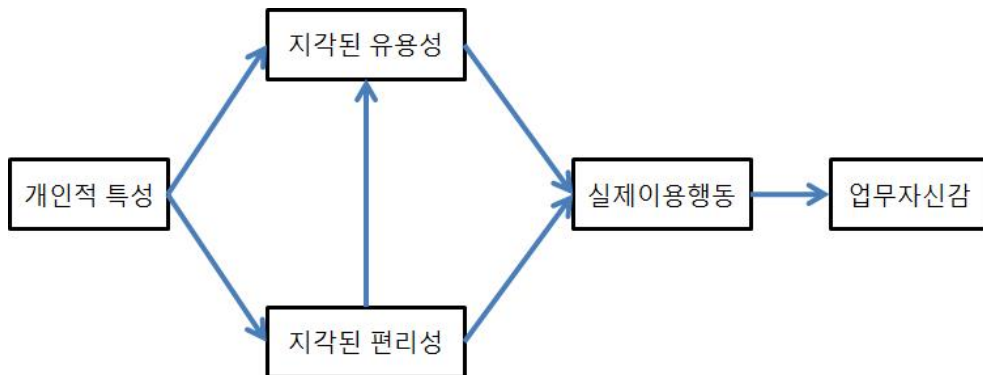 지각된 유용성
개인적 특성
실제이용행동
업무자신감
지각된 편리성